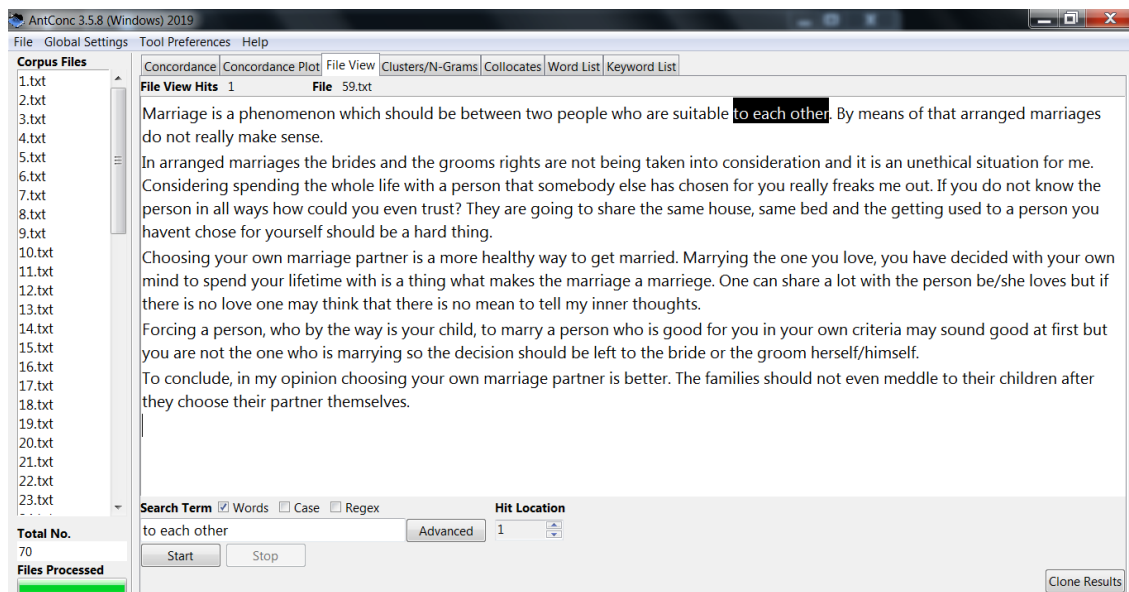 AntConc 3.5.8 (Windows) 2019
File Global Settings Tool Preferences Help
Corpus Files
1.txt
2.txt
3.txt
4.txt
5.txt
6.txt
7.txt
8.txt
9.txt
10.txt
11.txt
12.txt
13.txt
14.txt
15.txt
16.txt
17.txt
18.txt
19.txt
20.txt
21.txt
22.txt
23.txt
Total No.
70
Files Processed
Concordance Concordance Plot File View Clusters/N-Grams Collocates Word List Keyword List
File View Hits 1 File 59.txt
Marriage is a phenomenon which should be between two people who are suitable to each other. By means of that arranged marriages
do not really make sense.
In arranged marriages the brides and the grooms rights are not being taken into consideration and it is an unethical situation for me.
Considering spending the whole life with a person that somebody else has chosen for you really freaks me out. If you do not know the
person in all ways how could you even trust? They are going to share the same house, same bed and the getting used to a person you
havent chose for yourself should be a hard thing.
Choosing your own marriage partner is a more healthy way to get married. Marrying the one you love, you have decided with your own
mind to spend your lifetime with is a thing what makes the marriage a marriege. One can share a lot with the person be/she loves but if
there is no love one may think that there is no mean to tell my inner thoughts.
Forcing a person, who by the way is your child, to marry a person who is good for you in your own criteria may sound good at first but
you are not the one who is marrying so the decision should be left to the bride or the groom herself/himself.
To conclude, in my opinion choosing your own marriage partner is better. The families should not even meddle to their children after
they choose their partner themselves.
Search Term Words Case Regex Hit Location
to each other Advanced 1
Start Stop
Clone Results